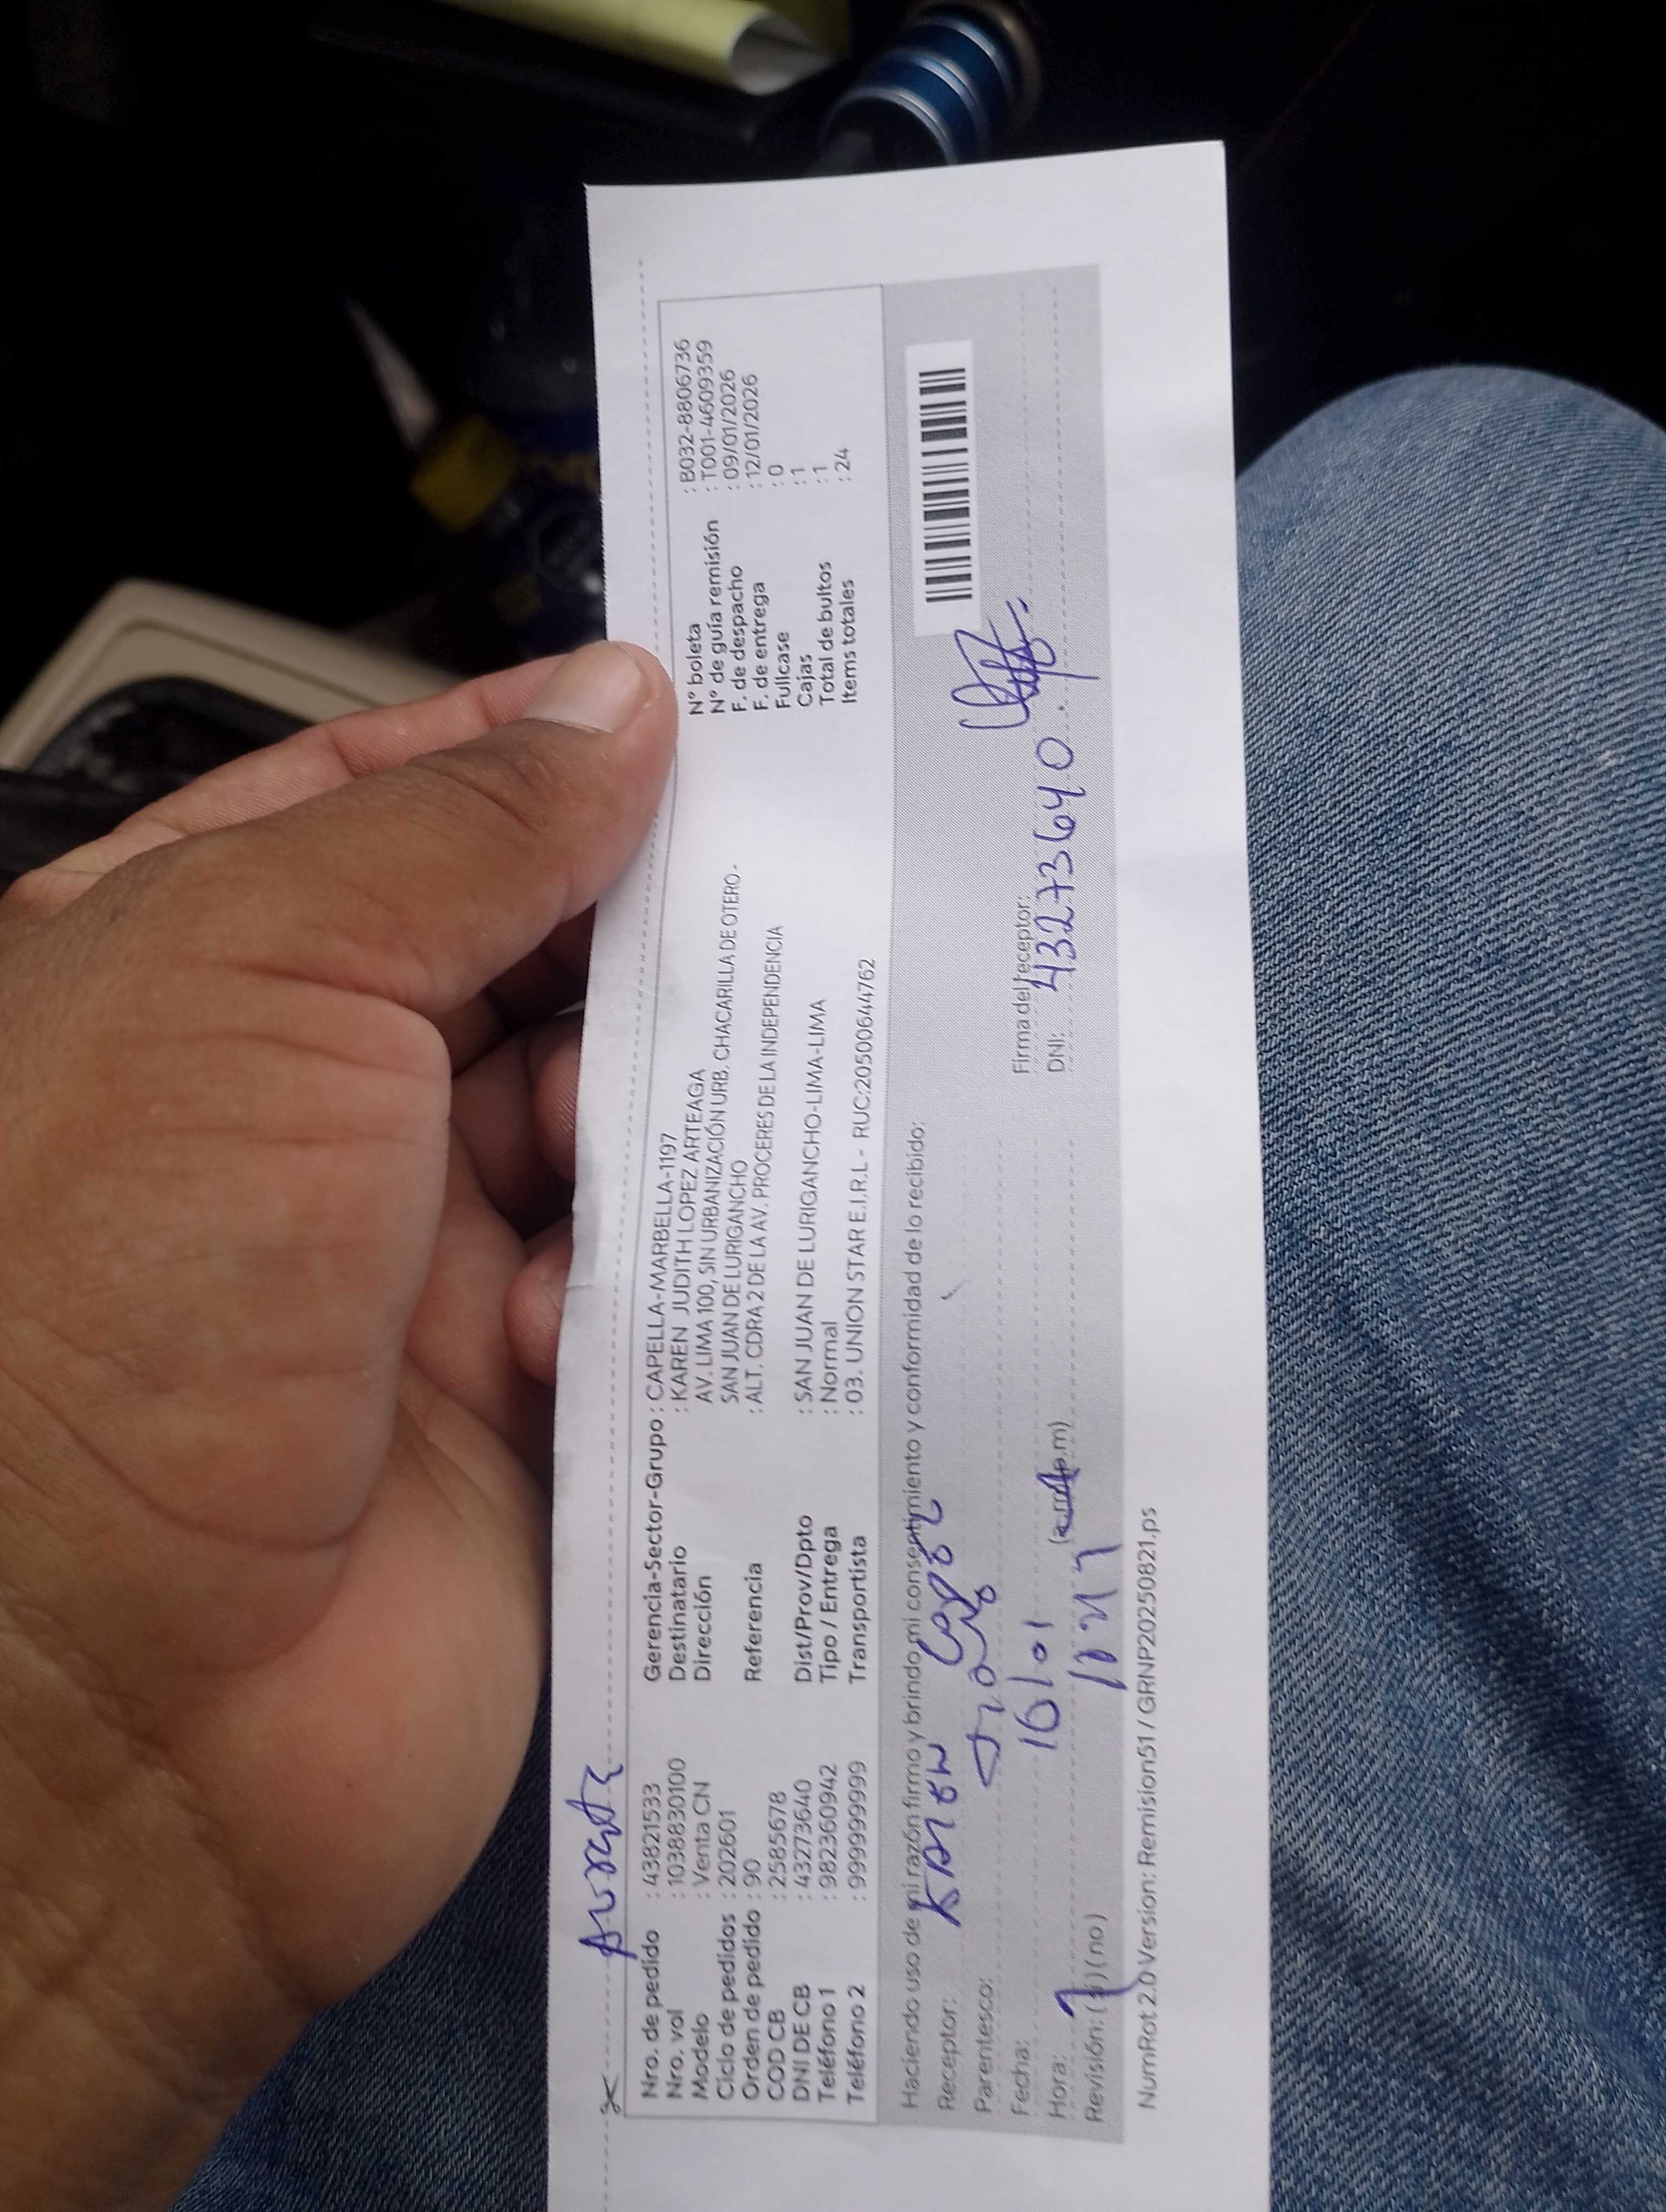 Nro. de pedido : 43821533
Nro. vol : 1038830100
Modelo : Venta CN
Ciclo de pedidos : 202601
Orden de pedido : 90
COD CB : 2585678
DNI DE CB : 43273640
Teléfono 1 : 982360942
Teléfono 2 : 999999999
Gerencia-Sector-Grupo : CAPELLA-MARBELLA-1197
Destinatario : KAREN JUDITH LOPEZ ARTEAGA
Dirección AV. LIMA 100, SIN URBANIZACIÓN URB. CHACARILLA DE OTERO -
SAN JUAN DE LURIGANCHO
Referencia : ALT. CDRA 2 DE LA AV. PROCERES DE LA INDEPENDENCIA
Dist/Prov/Dpto : SAN JUAN DE LURIGANCHO-LIMA-LIMA
Tipo / Entrega : Normal
Transportista : 03. UNION STAR E.I.R.L - RUC:20500644762
N° boleta : B032-8806736
N° de guía remisión : T001-4609359
F. de despacho : 09/01/2026
F. de entrega : 12/01/2026
Fullcase : 0
Cajas : 1
Total de bultos : 1
Items totales : 24
Haciendo uso de mi razón firmo y brindo mi consentimiento y conformidad de lo recibido:
Receptor: KAREN Lopez
Parentesco:
Fecha: 10/01
Hora: p.m)
Revisión: (si) (no)
Firma del receptor:
DNI: 43273640
NumRot 2.0 Version: Remision51 / GRNP20250821.ps